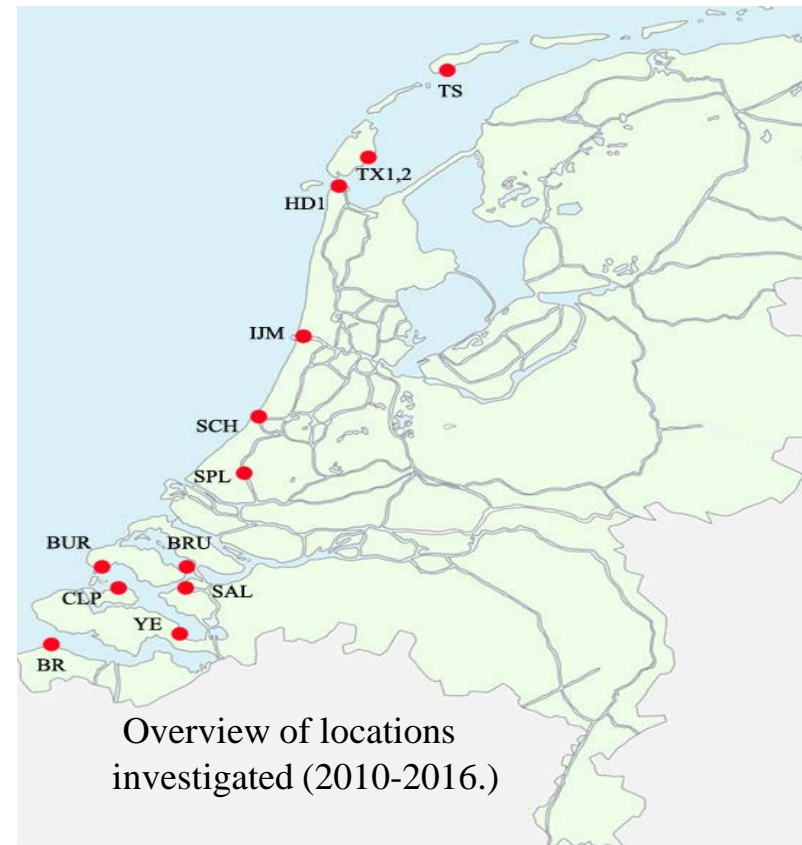 TS
TX1,2
HD1
IJM
SCH
SPL
BUR BRU
CLP SAL
YE
BR
Overview of locations
investigated (2010-2016.)